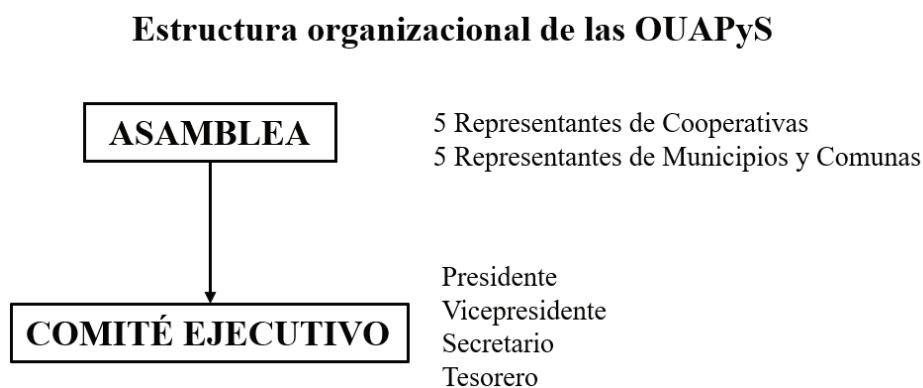 Estructura organizacional de las OUAPyS
ASAMBLEA
5 Representantes de Cooperativas
5 Representantes de Municipios y Comunas
COMITÉ EJECUTIVO
Presidente
Vicepresidente
Secretario
Tesorero